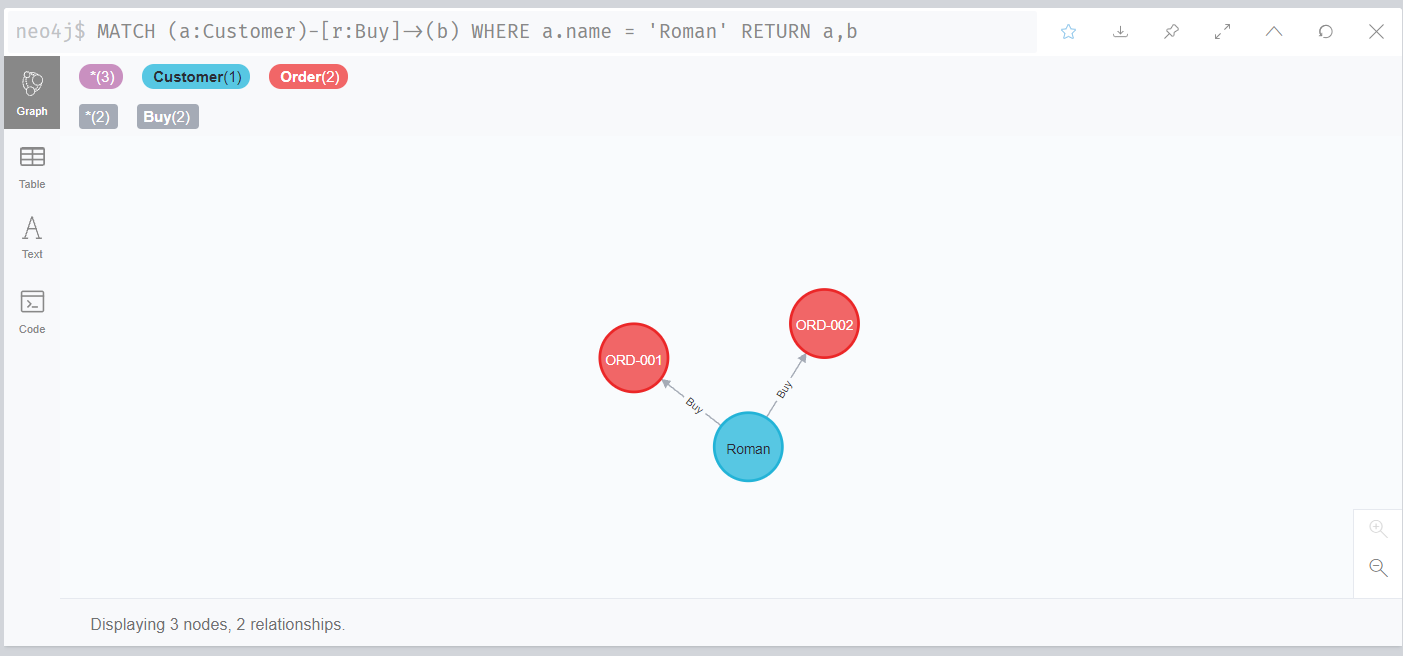 neo4j$ MATCH (a:Customer)-[r:Buy]->(b) WHERE a.name = 'Roman' RETURN a,b
*(3) Customer(1) Order(2)
Graph
*(2) Buy(2)
Table
Text
Code
ORD-002
ORD-001
Buy
Buy
Roman
Displaying 3 nodes, 2 relationships.